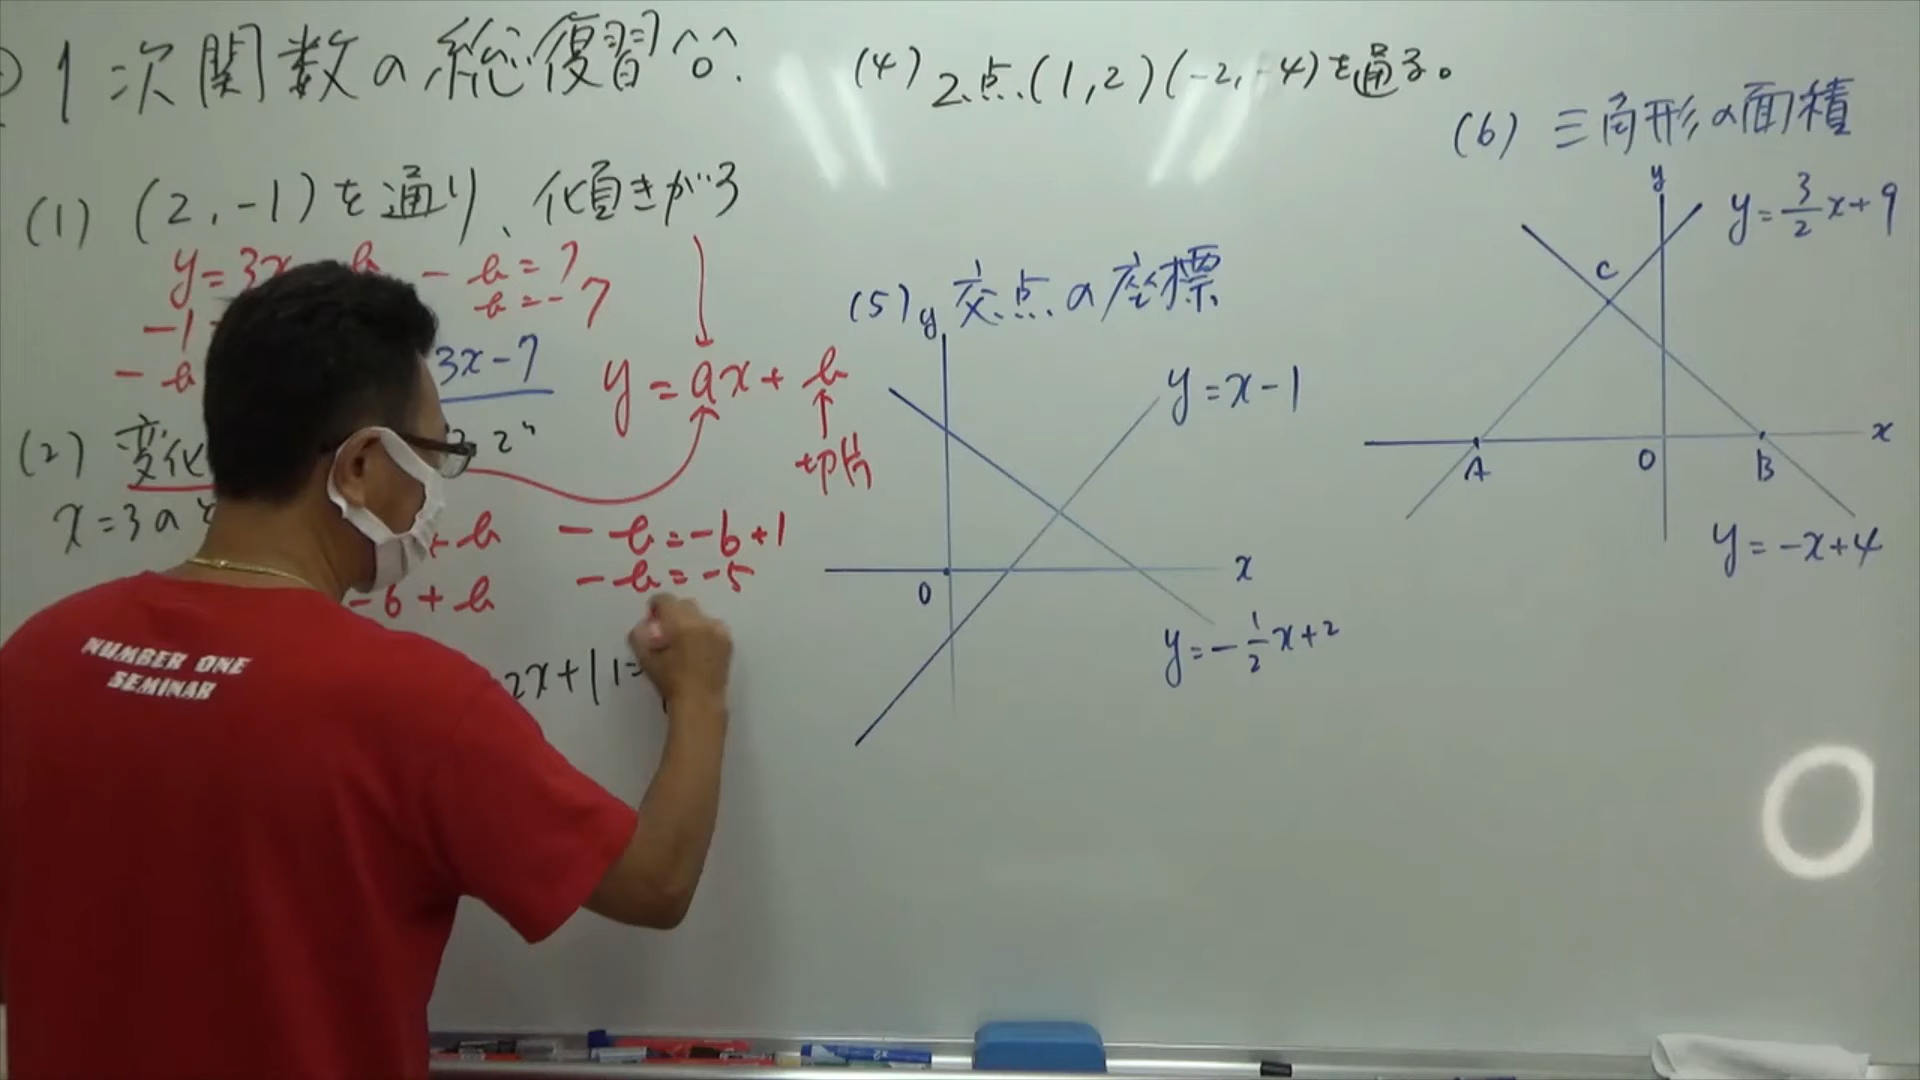 1次関数の総復習^o^.
(1) (2,-1)を通り、傾きが3
y=3x
b
-b=7
b=-7
-1
-b
3x-7
y=ax+b
切片
(2) 変化
2"
x=3のと
+b
-6+b
-b=-6+1
-b=-5
2x+1
(4) 2点(1,2)(-2,-4)を通る。
(5) 交点の座標
y
y=x-1
x
O
y=-1/2x+2
(6) 三角形の面積
y
y=3/2x+9
C
x
A
O
B
y=-x+4
NUMBER ONE
SEMINAR